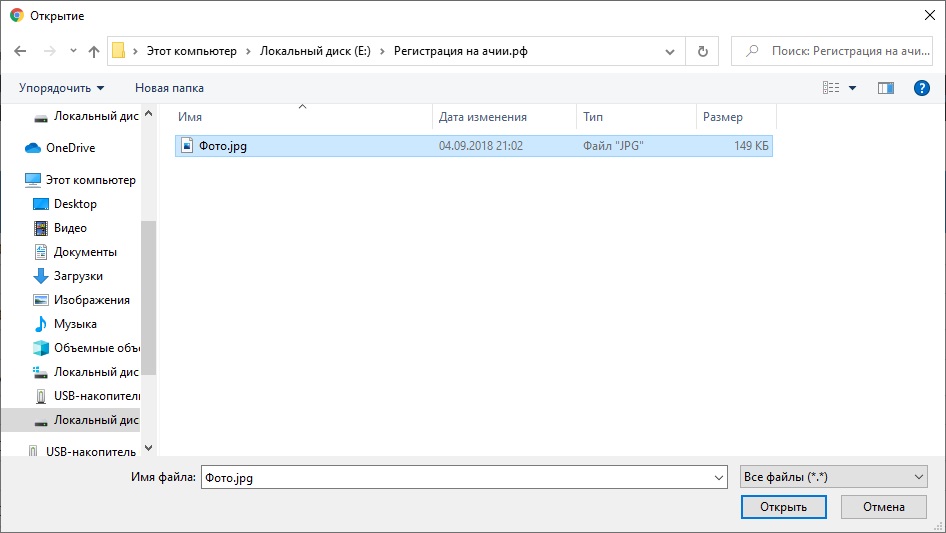 Открытие
Этот компьютер > Локальный диск (E:) > Регистрация на ачии.рф
Поиск: Регистрация на ачи...
Упорядочить
Новая папка
Имя
Дата изменения
Тип
Размер
Фото.jpg
04.09.2018 21:02
Файл "JPG"
149 КБ
Локальный дис
OneDrive
Этот компьютер
Desktop
Видео
Документы
Загрузки
Изображения
Музыка
Объемные объ
Локальный дис
USB-накопител
Локальный дис
USB-накопитель
Имя файла:
Фото.jpg
Все файлы (*.*)
Открыть
Отмена